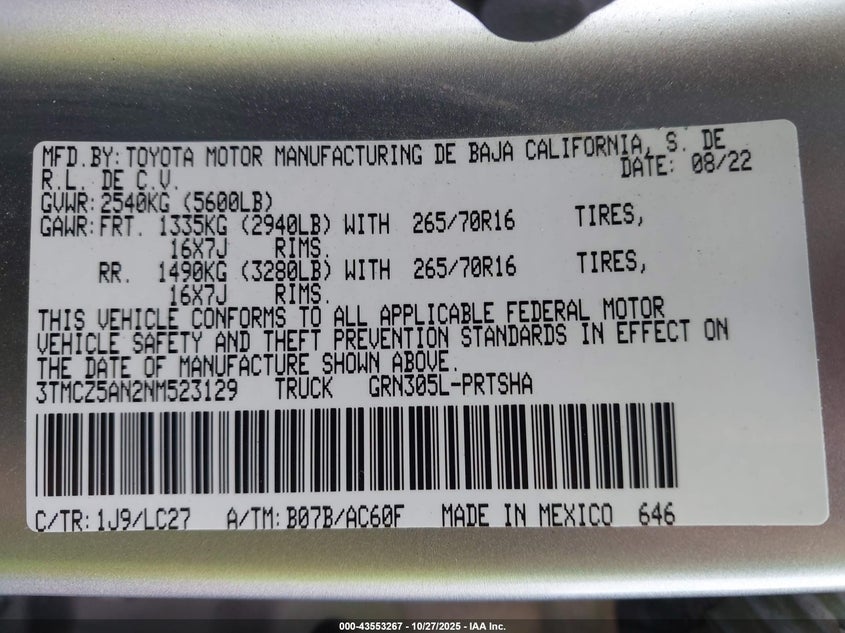 MFD.BY: TOYOTA MOTOR MANUFACTURING DE BAJA CALIFORNIA, S. DE
R.L. DE C.V. DATE: 08/22
GVWR: 2540KG (5600LB)
GAWR: FRT. 1335KG (2940LB) WITH 265/70R16 TIRES,
16X7J RIMS.
RR. 1490KG (3280LB) WITH 265/70R16 TIRES,
16X7J RIMS.
THIS VEHICLE CONFORMS TO ALL APPLICABLE FEDERAL MOTOR
VEHICLE SAFETY AND THEFT PREVENTION STANDARDS IN EFFECT ON
THE DATE OF MANUFACTURE SHOWN ABOVE.
3TMCZ5AN2NM523129 TRUCK GRN305L-PRTSHA
C/TR: 1J9/LC27 A/TM: B07B/AC60F MADE IN MEXICO 646
000-43553267 - 10/27/2025 - IAA Inc.